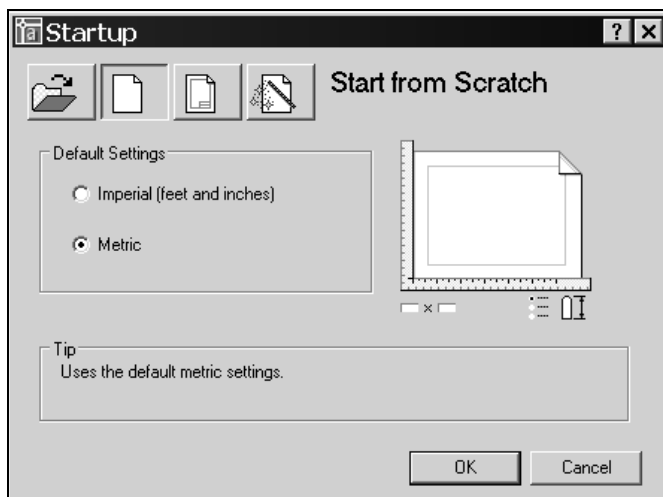 Startup
Start from Scratch
Default Settings
Imperial (feet and inches)
Metric
Tip
Uses the default metric settings.
OK
Cancel